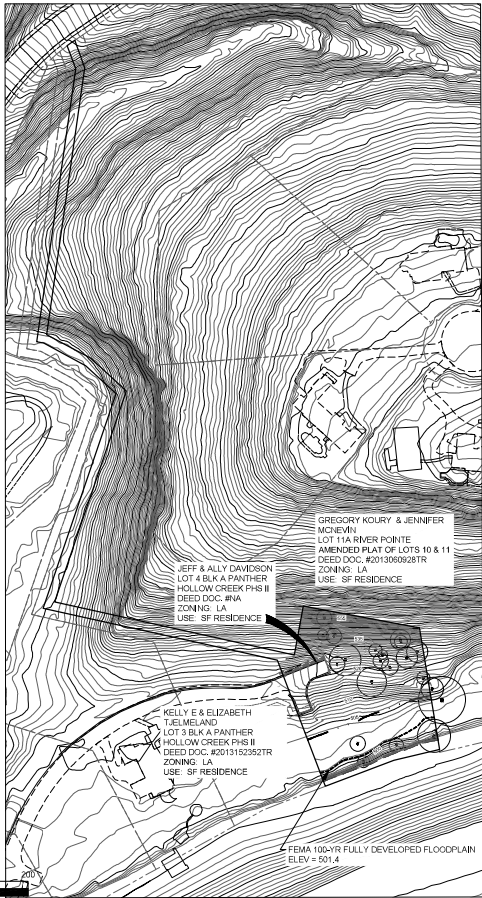 GREGORY KOURY & JENNIFER
MCNEVIN
LOT 11A RIVER POINTE
AMENDED PLAT OF LOTS 10 & 11
DEED DOC. #2013060928TR
ZONING: LA
USE: SF RESIDENCE
JEFF & ALLY DAVIDSON
LOT 4 BLK A PANTHER
HOLLOW CREEK PHS II
DEED DOC. #NA
ZONING: LA
USE: SF RESIDENCE
KELLY E & ELIZABETH
TJELMELAND
LOT 3 BLK A PANTHER
HOLLOW CREEK PHS II
DEED DOC. #2013152352TR
ZONING: LA
USE: SF RESIDENCE
FEMA 100-YR FULLY DEVELOPED FLOODPLAIN
ELEV = 501.4
200